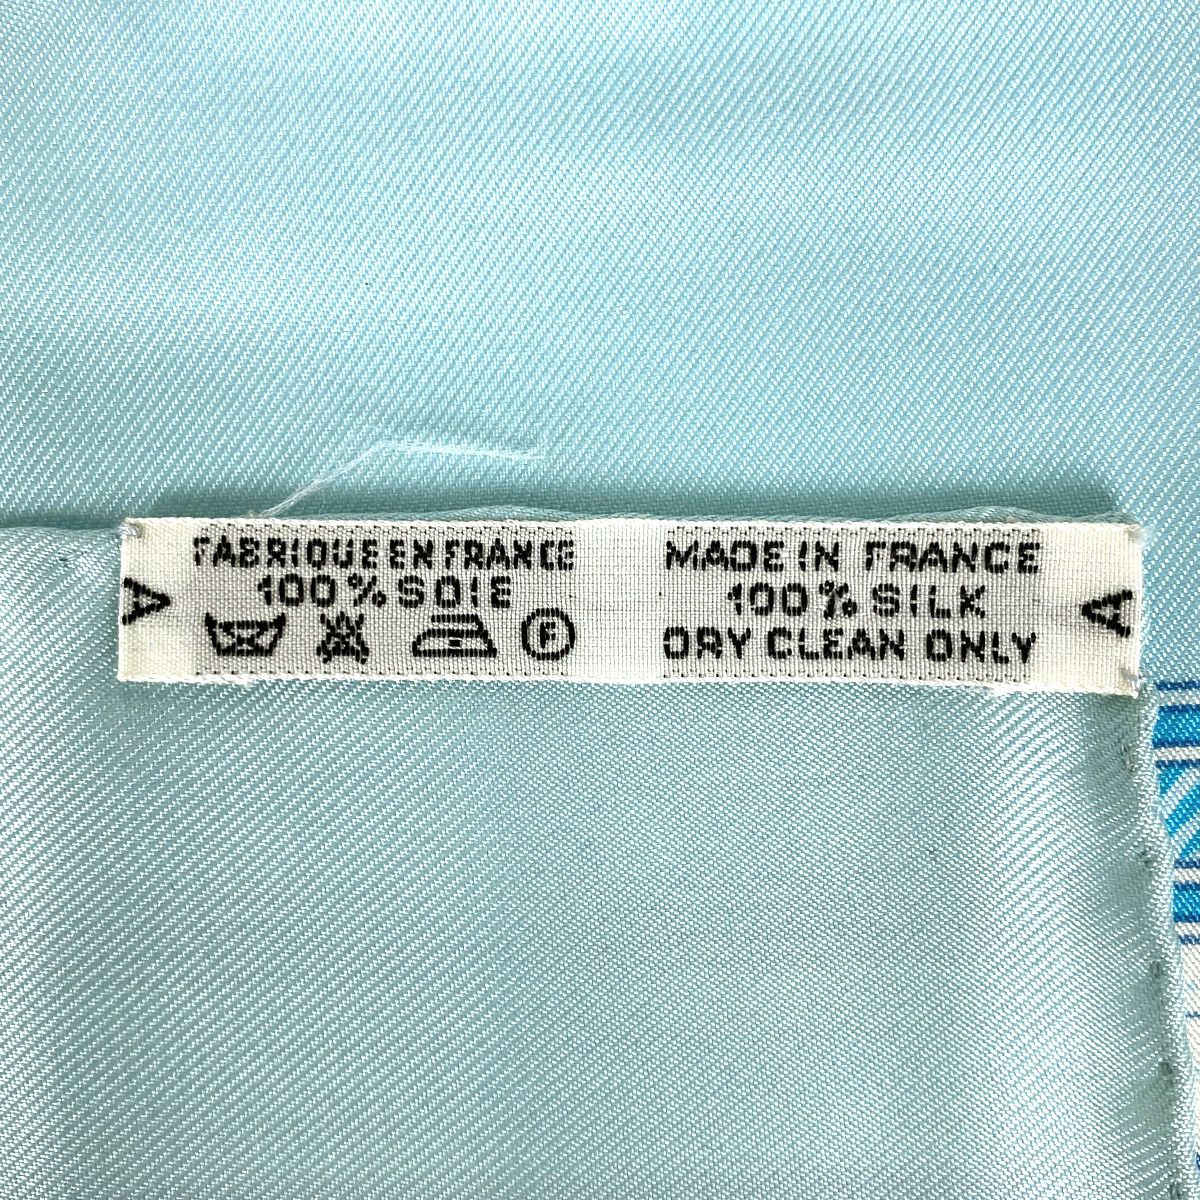 FABRIQUE EN FRANCE
100% SOIE
F
MADE IN FRANCE
100% SILK
DRY CLEAN ONLY
A
A